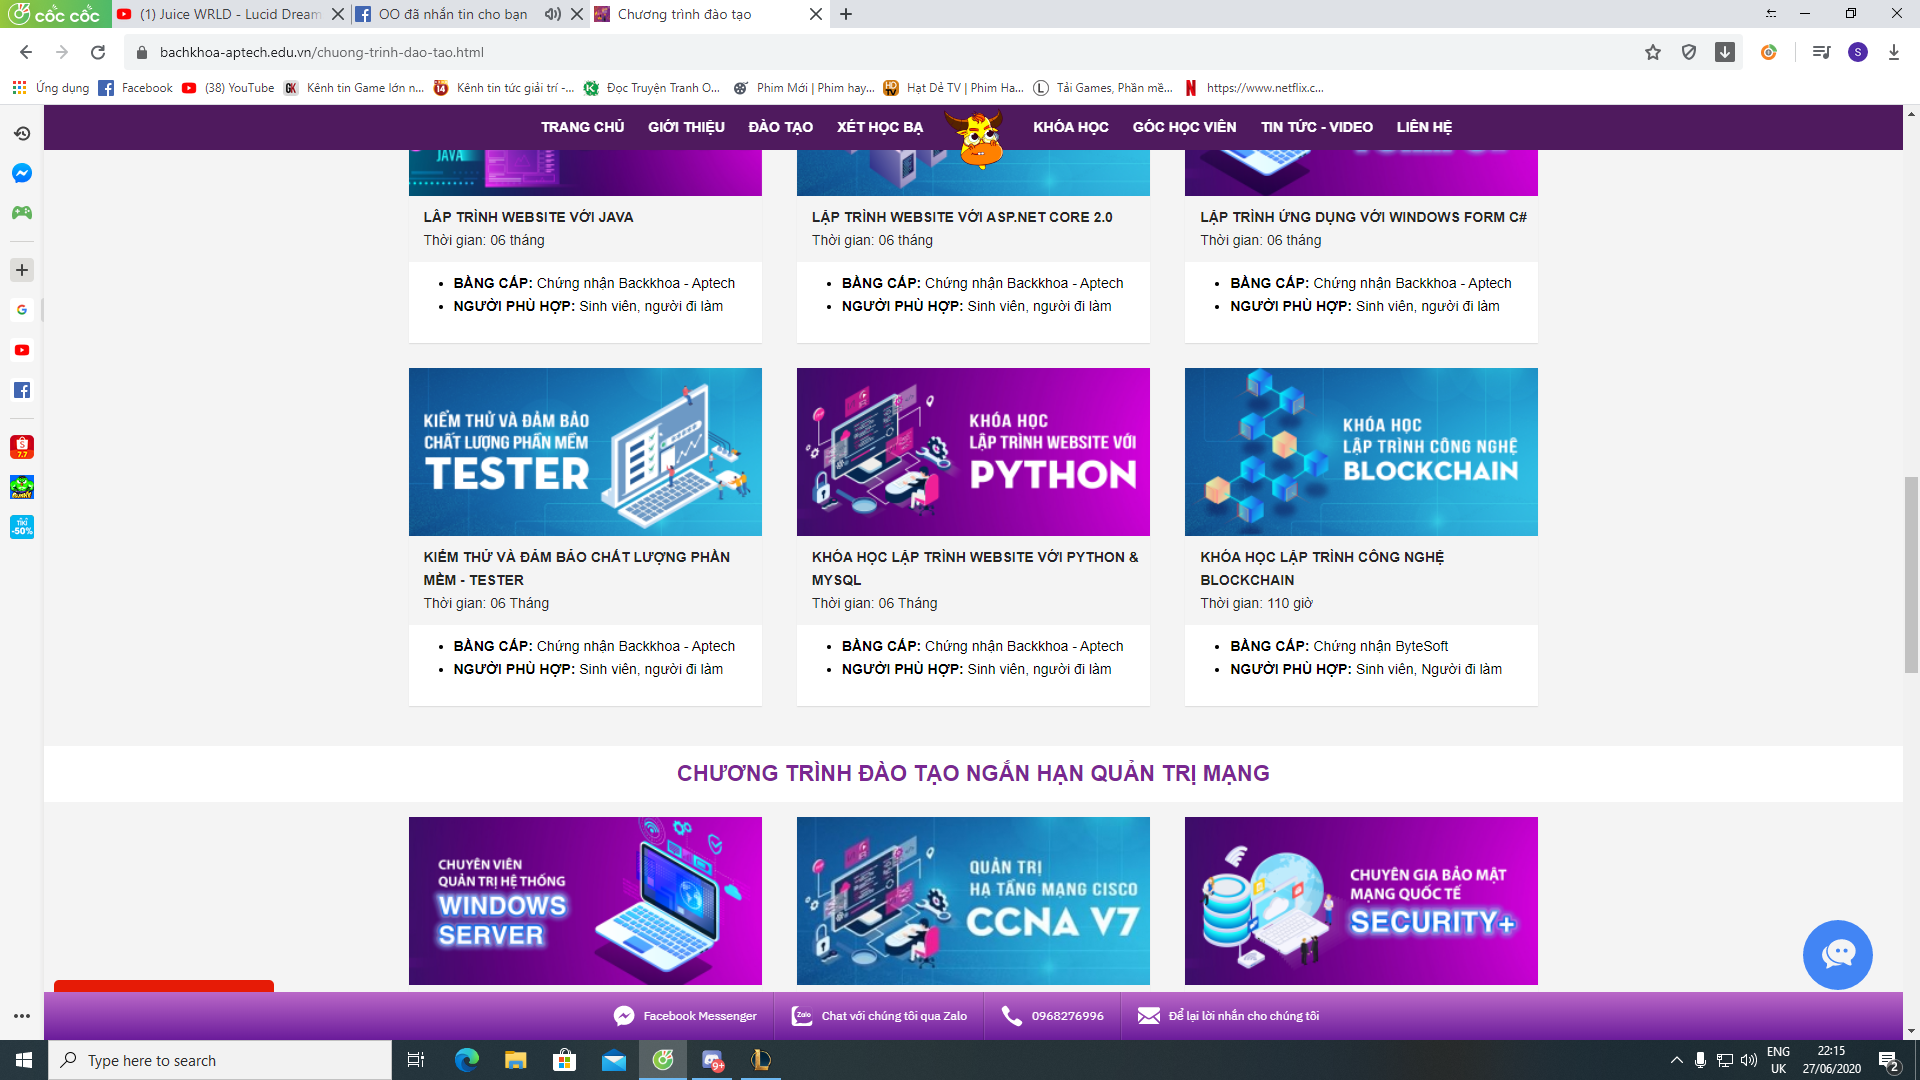 cốc cốc
(1) Juice WRLD - Lucid Dream
OO đã nhắn tin cho bạn
Chương trình đào tạo
bachkhoa-aptech.edu.vn/chuong-trinh-dao-tao.html
S
Ứng dụng
Facebook
(38) YouTube
Kênh tin Game lớn n...
Kênh tin tức giải trí -...
Đọc Truyện Tranh O...
Phim Mới | Phim hay...
Hạt Dẻ TV | Phim Ha...
Tải Games, Phần mề...
https://www.netflix.c...
TRANG CHỦ
GIỚI THIỆU
ĐÀO TẠO
XÉT HỌC BẠ
KHÓA HỌC
GÓC HỌC VIÊN
TIN TỨC - VIDEO
LIÊN HỆ
JAVA
LẬP TRÌNH WEBSITE VỚI JAVA
Thời gian: 06 tháng
BẰNG CẤP: Chứng nhận Backkhoa - Aptech
NGƯỜI PHÙ HỢP: Sinh viên, người đi làm
LẬP TRÌNH WEBSITE VỚI ASP.NET CORE 2.0
Thời gian: 06 tháng
BẰNG CẤP: Chứng nhận Backkhoa - Aptech
NGƯỜI PHÙ HỢP: Sinh viên, người đi làm
LẬP TRÌNH ỨNG DỤNG VỚI WINDOWS FORM C#
Thời gian: 06 tháng
BẰNG CẤP: Chứng nhận Backkhoa - Aptech
NGƯỜI PHÙ HỢP: Sinh viên, người đi làm
7.7
TIKI
-50%
KIỂM THỬ VÀ ĐẢM BẢO
CHẤT LƯỢNG PHẦN MỀM
TESTER
KIỂM THỬ VÀ ĐẢM BẢO CHẤT LƯỢNG PHẦN
MỀM - TESTER
Thời gian: 06 Tháng
BẰNG CẤP: Chứng nhận Backkhoa - Aptech
NGƯỜI PHÙ HỢP: Sinh viên, người đi làm
KHÓA HỌC
LẬP TRÌNH WEBSITE VỚI
PYTHON
KHÓA HỌC LẬP TRÌNH WEBSITE VỚI PYTHON &
MYSQL
Thời gian: 06 Tháng
BẰNG CẤP: Chứng nhận Backkhoa - Aptech
NGƯỜI PHÙ HỢP: Sinh viên, người đi làm
KHÓA HỌC
LẬP TRÌNH CÔNG NGHỆ
BLOCKCHAIN
KHÓA HỌC LẬP TRÌNH CÔNG NGHỆ
BLOCKCHAIN
Thời gian: 110 giờ
BẰNG CẤP: Chứng nhận ByteSoft
NGƯỜI PHÙ HỢP: Sinh viên, Người đi làm
CHƯƠNG TRÌNH ĐÀO TẠO NGẮN HẠN QUẢN TRỊ MẠNG
CHUYÊN VIÊN
QUẢN TRỊ HỆ THỐNG
WINDOWS
SERVER
QUẢN TRỊ
HẠ TẦNG MẠNG CISCO
CCNA V7
CHUYÊN GIA BẢO MẬT
MẠNG QUỐC TẾ
SECURITY+
Facebook Messenger
Zalo
Chat với chúng tôi qua Zalo
0968276996
Để lại lời nhắn cho chúng tôi
Type here to search
9+
ENG
UK
22:15
27/06/2020
2